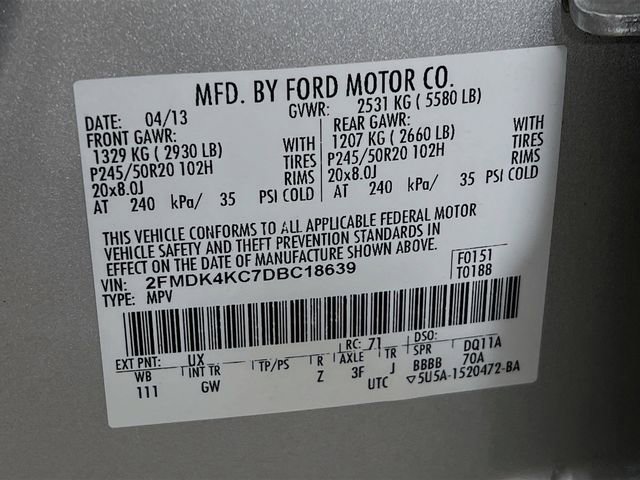 MFD. BY FORD MOTOR CO.
DATE: 04/13 GVWR: 2531 KG ( 5580 LB)
FRONT GAWR: REAR GAWR:
1329 KG ( 2930 LB) WITH 1207 KG ( 2660 LB) WITH
P245/50R20 102H TIRES P245/50R20 102H TIRES
20x8.0J RIMS 20x8.0J RIMS
AT 240 kPa/ 35 PSI COLD AT 240 kPa/ 35 PSI COLD
THIS VEHICLE CONFORMS TO ALL APPLICABLE FEDERAL MOTOR
VEHICLE SAFETY AND THEFT PREVENTION STANDARDS IN
EFFECT ON THE DATE OF MANUFACTURE SHOWN ABOVE. F0151
VIN: 2FMDK4KC7DBC18639 T0188
TYPE: MPV
EXT PNT: UX RC: 71 DSO:
WB INT TR TP/PS R AXLE TR SPR DQ11A
111 GW Z 3F J BBBB 70A
UTC ▽5U5A-1520472-BA